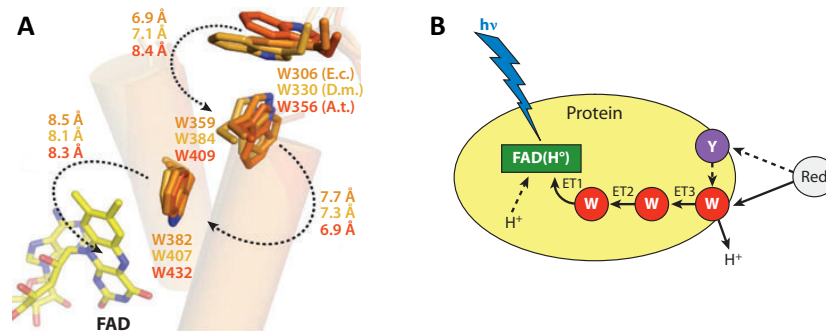 A
6.9 Å
7.1 Å
8.4 Å
W306 (E.c.)
W330 (D.m.)
W356 (A.t.)
8.5 Å
8.1 Å
8.3 Å
W359
W384
W409
7.7 Å
7.3 Å
6.9 Å
W382
W407
W432
FAD
B
hν
Protein
Y
FAD(H°)
Red
ET1
ET2
ET3
W
W
W
H+
H+